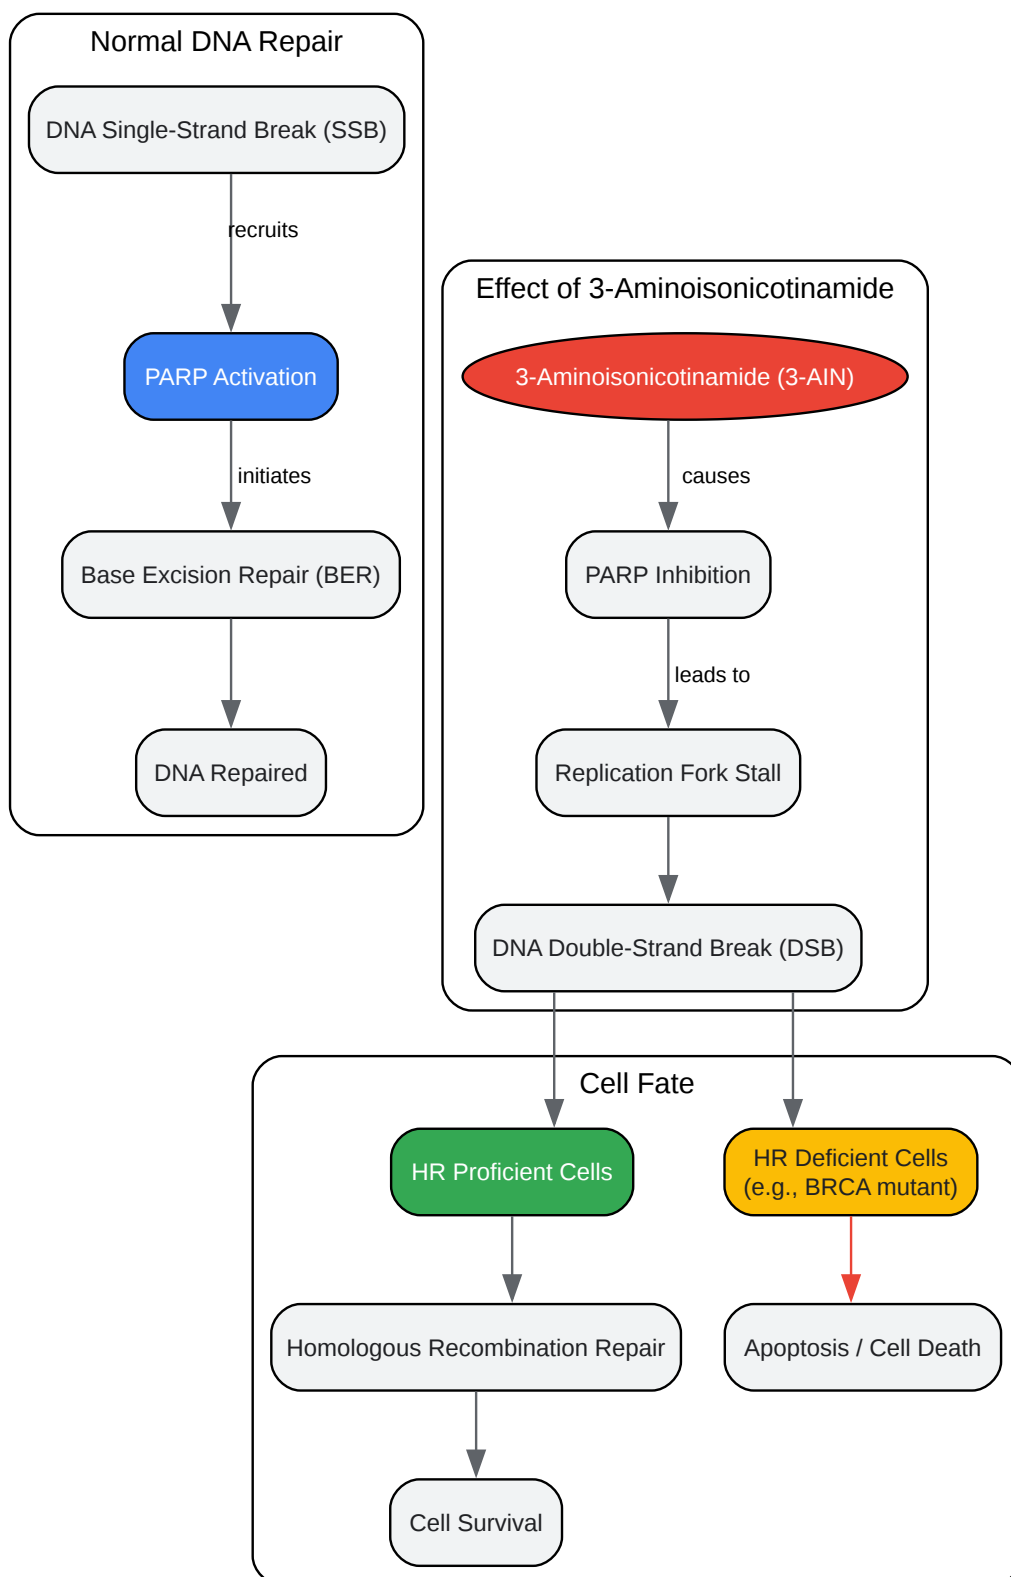 Normal DNA Repair
DNA Single-Strand Break (SSB)
recruits
PARP Activation
initiates
Base Excision Repair (BER)
DNA Repaired
Effect of 3-Aminoisonicotinamide
3-Aminoisonicotinamide (3-AIN)
causes
PARP Inhibition
leads to
Replication Fork Stall
DNA Double-Strand Break (DSB)
Cell Fate
HR Proficient Cells
Homologous Recombination Repair
Cell Survival
HR Deficient Cells
(e.g., BRCA mutant)
Apoptosis / Cell Death